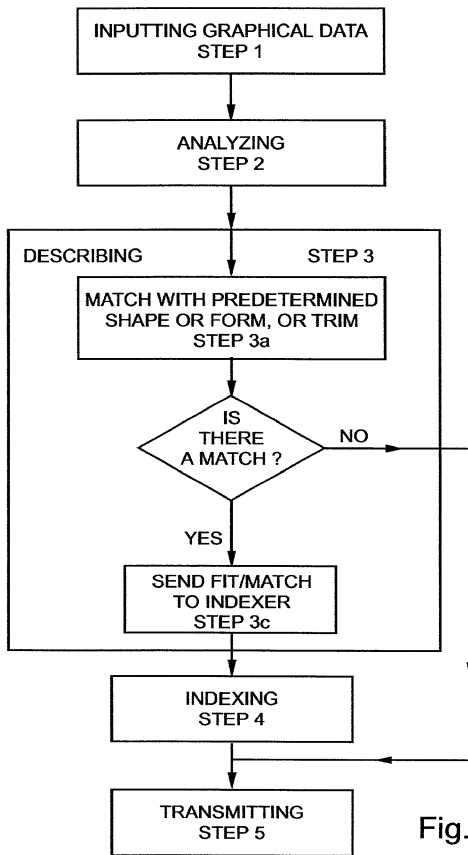 INPUTTING GRAPHICAL DATA
STEP 1
ANALYZING
STEP 2
DESCRIBING STEP 3
MATCH WITH PREDETERMINED
SHAPE OR FORM, OR TRIM
STEP 3a
IS
THERE
A MATCH ?
NO
YES
SEND FIT/MATCH
TO INDEXER
STEP 3c
INDEXING
STEP 4
TRANSMITTING
STEP 5
Fig.